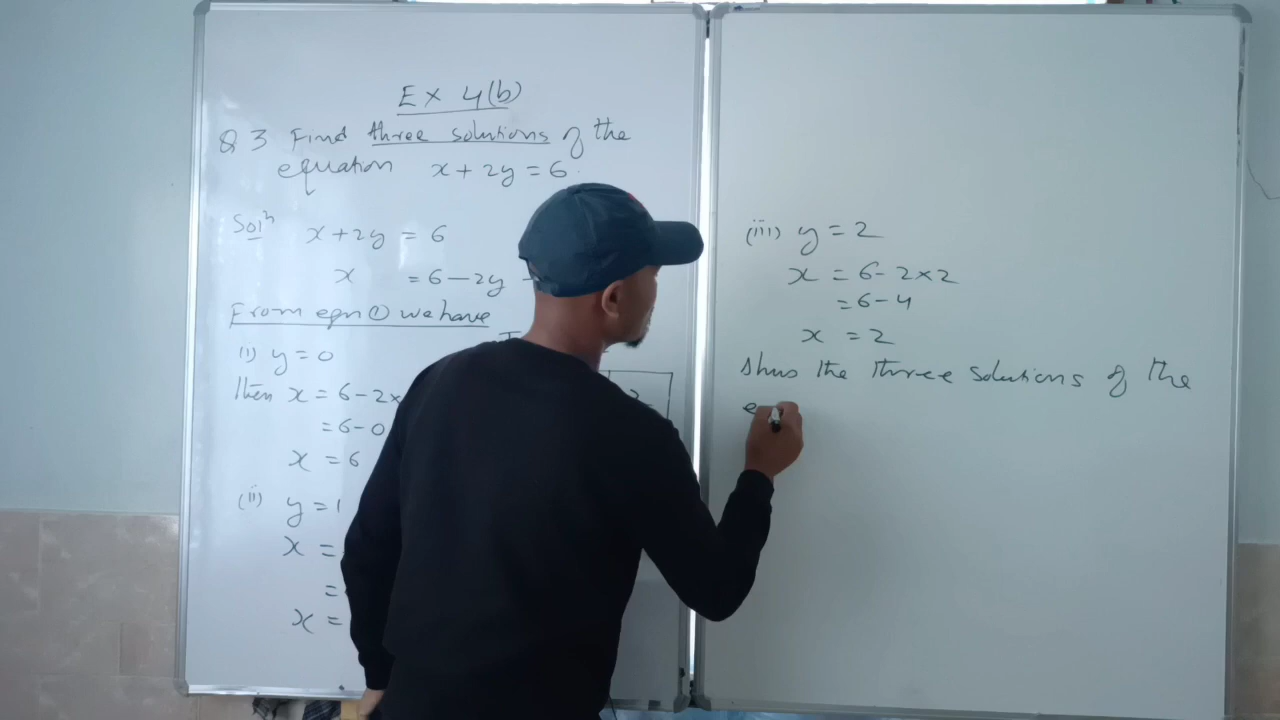 Ex 4(b)
Q3 Find three solutions of the
equation x + 2y = 6.
Solⁿ x + 2y = 6
x = 6 - 2y
From eqn ① we have
(i) y = 0
then x = 6 - 2x
= 6 - 0
x = 6
(ii) y = 1
x =
=
x =
(iii) y = 2
x = 6 - 2 × 2
= 6 - 4
x = 2
Thus the three solutions of the
e